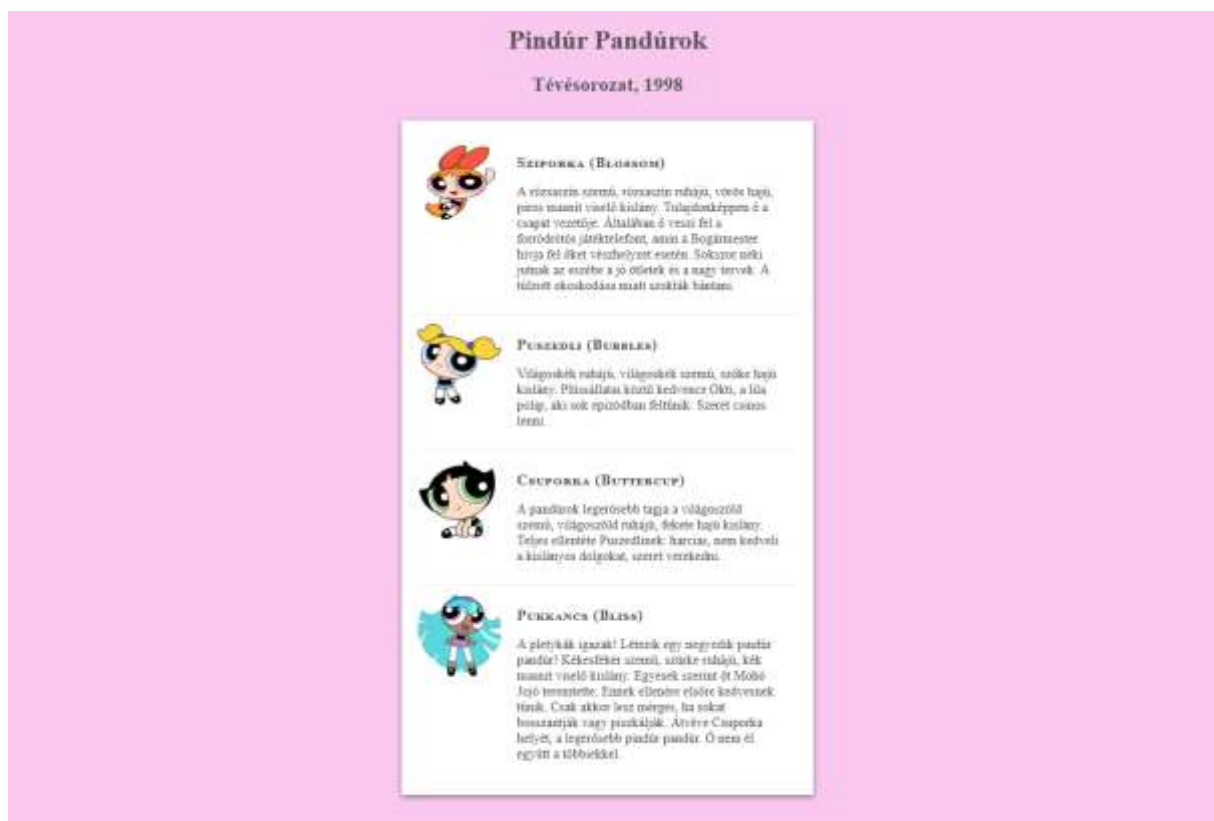 Pindúr Pandúrok
Tévésorozat, 1998
Sziporka (Blossom)
A rózsaszín szemű, rózsaszín ruhájú, vörös hajú,
piros masnit viselő kislány. Tulajdonképpen ő a
csapat vezetője. Általában ő veszi fel a
forródrótos játéktelefont, amin a Bogármester
hívja fel őket vészhelyzet esetén. Sokszor neki
jutnak az eszébe a jó ötletek és a nagy tervek. A
túlzott okoskodása miatt szokták bántani.
Puszedli (Bubbles)
Világoskék ruhájú, világoskék szemű, szőke hajú
kislány. Plüssállatai közül kedvence Okti, a lila
polip, aki sok epizódban feltűnik. Szeret csinos
lenni.
Csuporka (Buttercup)
A pandúrok legerősebb tagja a világoszöld
szemű, világoszöld ruhájú, fekete hajú kislány.
Teljes ellentéte Puszedlinek: harcias, nem kedveli
a kislányos dolgokat, szeret verekedni.
Pukkancs (Bliss)
A pletykák igazak! Létezik egy negyedik pindúr
pandúr! Kékesfehér szemű, szürke ruhájú, kék
masnit viselő kislány. Egyesek szerint őt Mohó
Jojó teremtette. Ennek ellenére elsőre kedvesnek
tűnik. Csak akkor lesz mérges, ha sokat
bosszantják vagy piszkálják. Átvéve Csuporka
helyét, a legerősebb pindúr pandúr. Ő nem él
együtt a többiekkel.